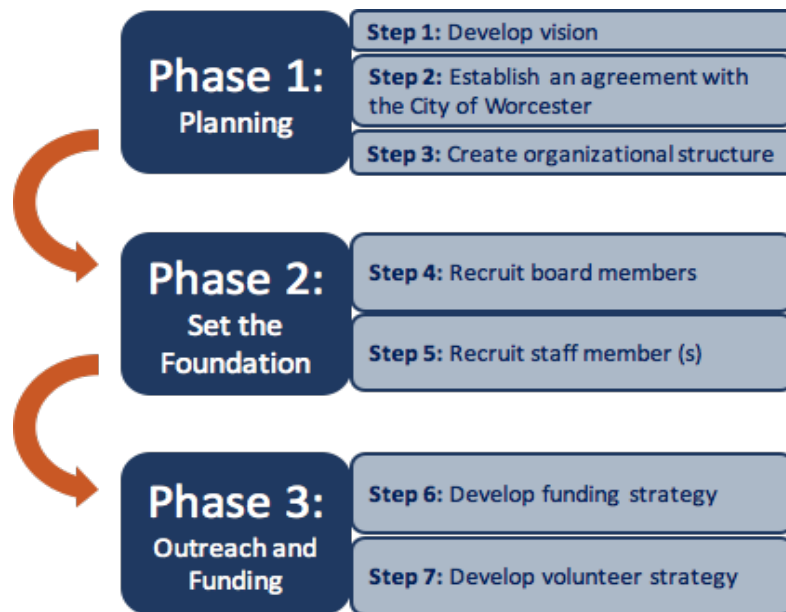 Phase 1:
Planning
Step 1: Develop vision
Step 2: Establish an agreement with
the City of Worcester
Step 3: Create organizational structure
Phase 2:
Set the
Foundation
Step 4: Recruit board members
Step 5: Recruit staff member (s)
Phase 3:
Outreach and
Funding
Step 6: Develop funding strategy
Step 7: Develop volunteer strategy